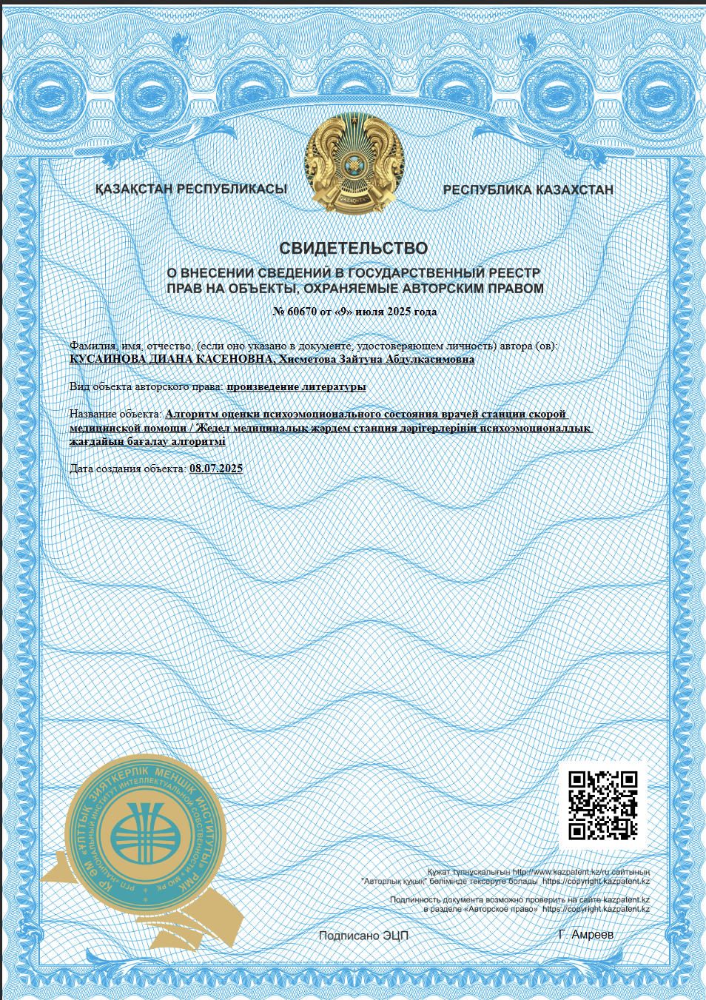 ҚАЗАҚСТАН РЕСПУБЛИКАСЫ
РЕСПУБЛИКА КАЗАХСТАН
QAZAQSTAN
СВИДЕТЕЛЬСТВО
О ВНЕСЕНИИ СВЕДЕНИЙ В ГОСУДАРСТВЕННЫЙ РЕЕСТР
ПРАВ НА ОБЪЕКТЫ, ОХРАНЯЕМЫЕ АВТОРСКИМ ПРАВОМ
№ 60670 от «9» июля 2025 года
Фамилия, имя, отчество, (если оно указано в документе, удостоверяющем личность) автора (ов):
КУСАИНОВА ДИАНА КАСЕНОВНА, Хисметова Зайтуна Абдулкасимовна
Вид объекта авторского права: произведение литературы
Название объекта: Алгоритм оценки психоэмоционального состояния врачей станции скорой
медицинской помощи / Жедел медициналық жәрдем станция дәрігерлерінің психоэмоционалдық
жағдайын бағалау алгоритмі
Дата создания объекта: 08.07.2025
ҚР ӘМ «ҰЛТТЫҚ ЗИЯТКЕРЛІК МЕНШІК ИНСТИТУТЫ» РМК
РГП «НАЦИОНАЛЬНЫЙ ИНСТИТУТ ИНТЕЛЛЕКТУАЛЬНОЙ СОБСТВЕННОСТИ» МЮ РК
Құжат түпнұсқалығын http://www.kazpatent.kz/ru сайтының
"Авторлық құқық" бөлімінде тексеруге болады https://copyright.kazpatent.kz
Подлинность документа возможно проверить на сайте kazpatent.kz
в разделе «Авторское право» https://copyright.kazpatent.kz
Подписано ЭЦП
Г. Амреев